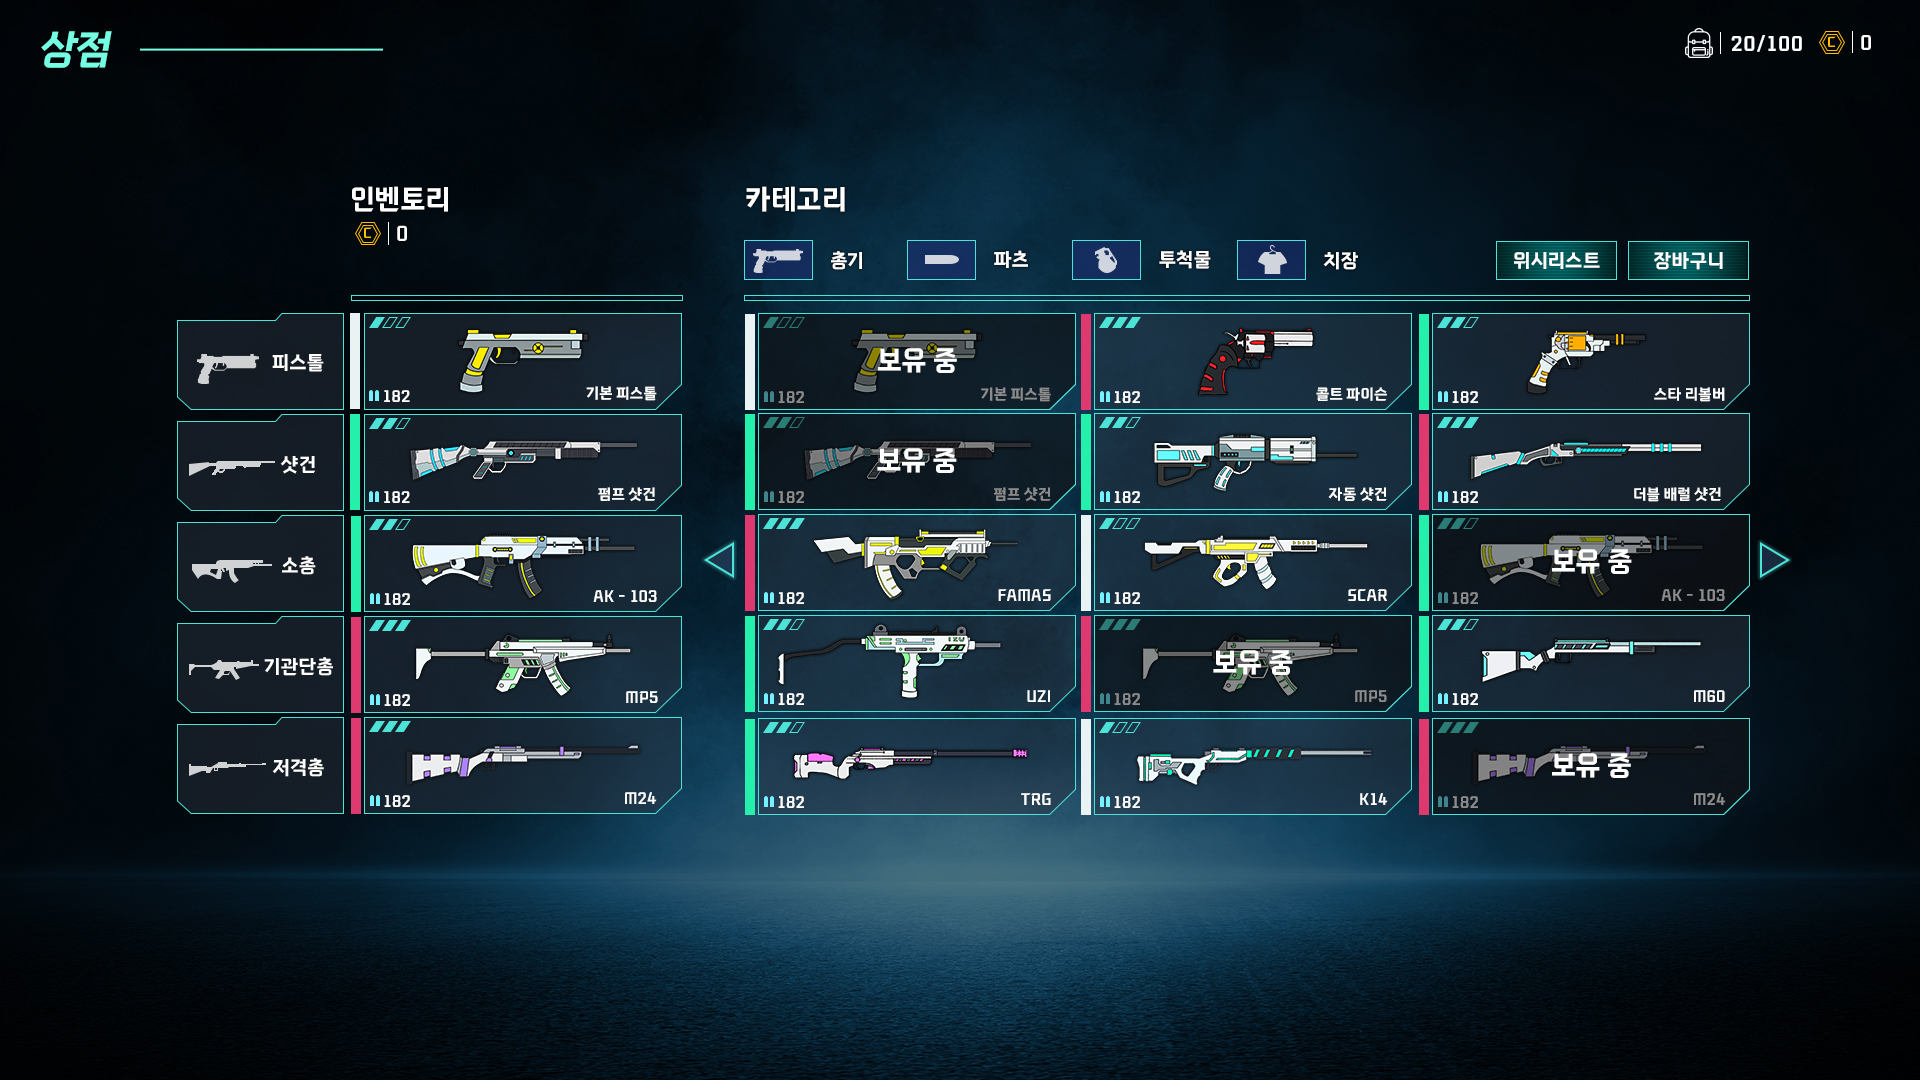 상점
20/100
0
인벤토리
0
카테고리
총기
파츠
투척물
치장
위시리스트
장바구니
피스톨
182
기본 피스톨
보유 중
182
기본 피스톨
182
콜트 파이슨
182
스타 리볼버
샷건
182
펌프 샷건
보유 중
182
펌프 샷건
182
자동 샷건
182
더블 배럴 샷건
소총
182
AK - 103
182
FAMAS
182
SCAR
보유 중
182
AK - 103
기관단총
182
MP5
IZU
182
UZI
보유 중
182
MP5
182
M60
저격총
182
M24
182
TRG
182
K14
보유 중
182
M24